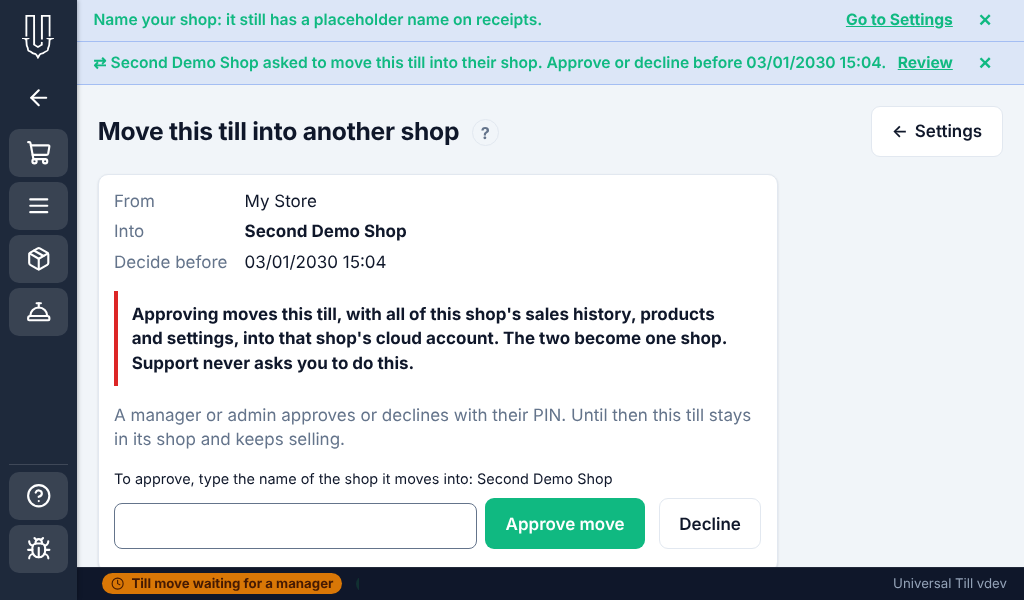 Name your shop: it still has a placeholder name on receipts. Go to Settings ✕
⇄ Second Demo Shop asked to move this till into their shop. Approve or decline before 03/01/2030 15:04. Review ✕
Move this till into another shop ?
← Settings
From My Store
Into Second Demo Shop
Decide before 03/01/2030 15:04
Approving moves this till, with all of this shop's sales history, products
and settings, into that shop's cloud account. The two become one shop.
Support never asks you to do this.
A manager or admin approves or declines with their PIN. Until then this till stays
in its shop and keeps selling.
To approve, type the name of the shop it moves into: Second Demo Shop
Approve move Decline
Till move waiting for a manager
Universal Till vdev